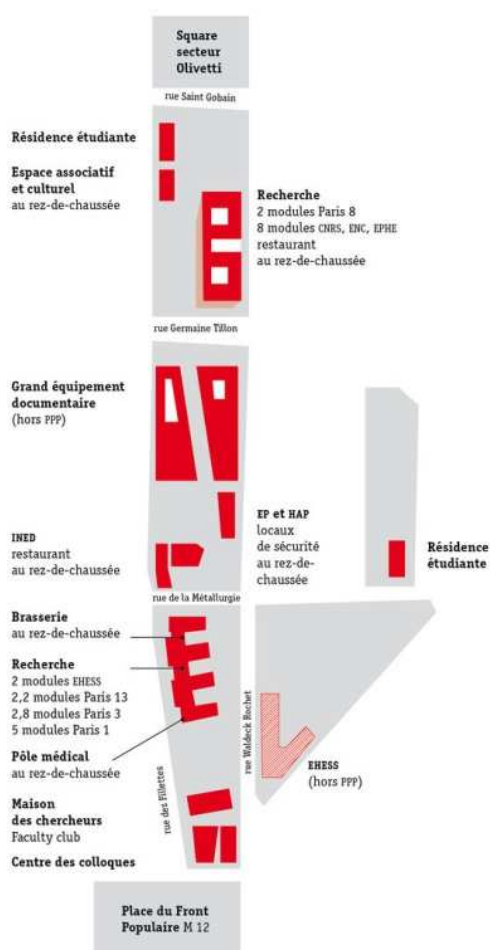 Square
secteur
Olivetti
rue Saint Gobain
Résidence étudiante
Espace associatif
et culturel
au rez-de-chaussée
Recherche
2 modules Paris 8
8 modules CNRS, ENC, EPHE
restaurant
au rez-de-chaussée
rue Germaine Tillon
Grand équipement
documentaire
(hors PPP)
INED
restaurant
au rez-de-chaussée
EP et HAP
locaux
de sécurité
au rez-de-
chaussée
Résidence
étudiante
rue de la Métallurgie
Brasserie
au rez-de-chaussée
Recherche
2 modules EHESS
2,2 modules Paris 13
2,8 modules Paris 3
5 modules Paris 1
Pôle médical
au rez-de-chaussée
rue des Fillettes
rue Waldeck Rochet
EHESS
(hors PPP)
Maison
des chercheurs
Faculty club
Centre des colloques
Place du Front
Populaire M 12